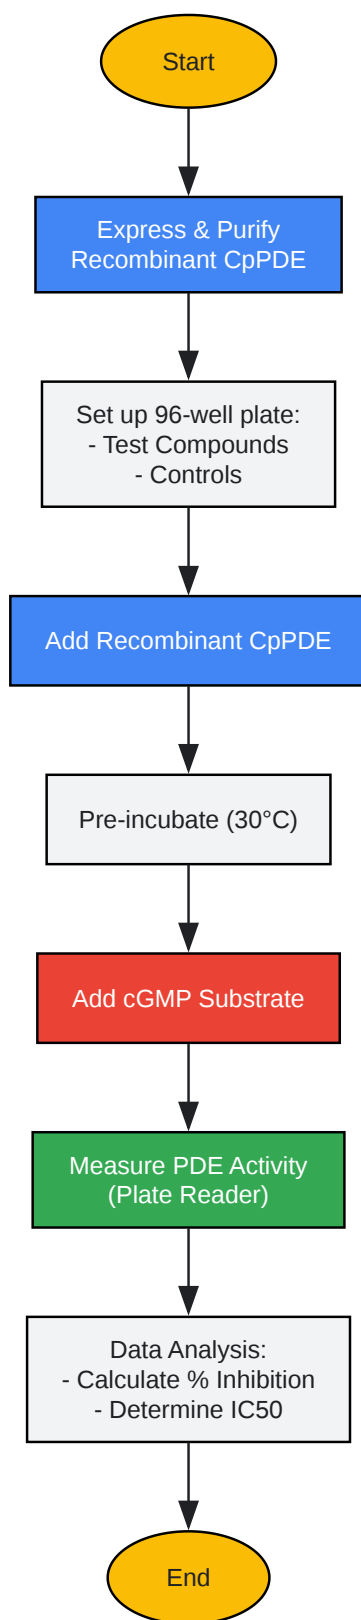 Start
Express & Purify
Recombinant CpPDE
Set up 96-well plate:
- Test Compounds
- Controls
Add Recombinant CpPDE
Pre-incubate (30°C)
Add cGMP Substrate
Measure PDE Activity
(Plate Reader)
Data Analysis:
- Calculate % Inhibition
- Determine IC50
End